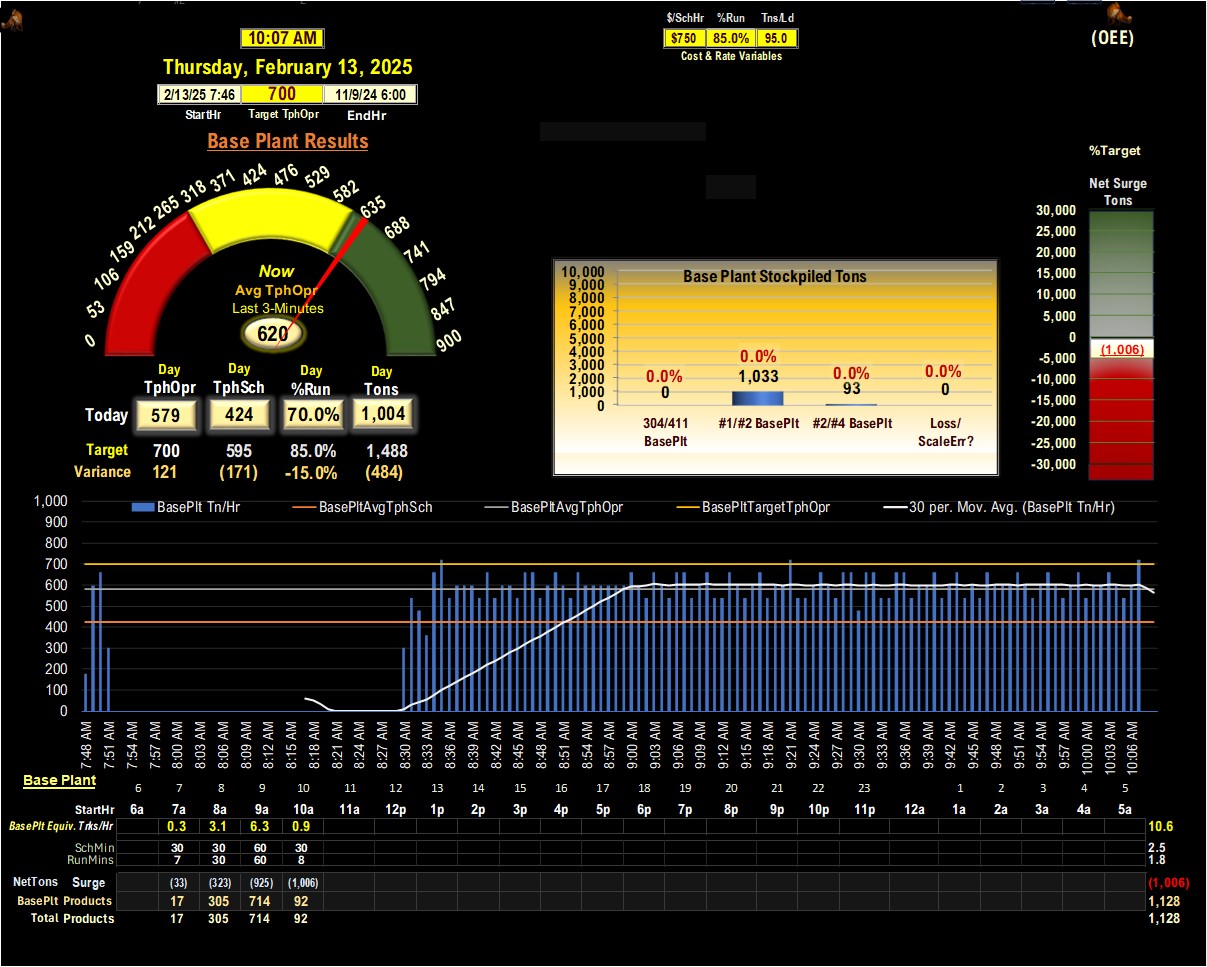 $/SchHr %Run Tns/Ld
$750 85.0% 95.0
Cost & Rate Variables
(OEE)
10:07 AM
Thursday, February 13, 2025
2/13/25 7:46 700 11/9/24 6:00
StartHr Target TphOpr EndHr
Base Plant Results
0 53 106 159 212 265 318 371 424 476 529 582 635 688 741 794 847 900
Now
Avg TphOpr
Last 3-Minutes
620
Day Day Day Day
TphOpr TphSch %Run Tons
Today 579 424 70.0% 1,004
Target 700 595 85.0% 1,488
Variance 121 (171) -15.0% (484)
Base Plant Stockpiled Tons
10,000
9,000
8,000
7,000
6,000
5,000
4,000
3,000
2,000
1,000
0
0.0% 0.0% 0.0% 0.0%
0 1,033 93 0
304/411 #1/#2 BasePlt #2/#4 BasePlt Loss/
BasePlt ScaleErr?
%Target
Net Surge
Tons
30,000
25,000
20,000
15,000
10,000
5,000
0
(1,006)
-5,000
-10,000
-15,000
-20,000
-25,000
-30,000
BasePlt Tn/Hr BasePltAvgTphSch BasePltAvgTphOpr BasePltTargetTphOpr 30 per. Mov. Avg. (BasePlt Tn/Hr)
1,000
900
800
700
600
500
400
300
200
100
0
7:48 AM 7:51 AM 7:54 AM 7:57 AM 8:00 AM 8:03 AM 8:06 AM 8:09 AM 8:12 AM 8:15 AM 8:18 AM 8:21 AM 8:24 AM 8:27 AM 8:30 AM 8:33 AM 8:36 AM 8:39 AM 8:42 AM 8:45 AM 8:48 AM 8:51 AM 8:54 AM 8:57 AM 9:00 AM 9:03 AM 9:06 AM 9:09 AM 9:12 AM 9:15 AM 9:18 AM 9:21 AM 9:24 AM 9:27 AM 9:30 AM 9:33 AM 9:36 AM 9:39 AM 9:42 AM 9:45 AM 9:48 AM 9:51 AM 9:54 AM 9:57 AM 10:00 AM 10:03 AM 10:06 AM
Base Plant
6 7 8 9 10 11 12 13 14 15 16 17 18 19 20 21 22 23 1 2 3 4 5
StartHr 6a 7a 8a 9a 10a 11a 12p 1p 2p 3p 4p 5p 6p 7p 8p 9p 10p 11p 12a 1a 2a 3a 4a 5a
BasePlt Equiv. Trks/Hr 0.3 3.1 6.3 0.9 10.6
SchMin 30 30 60 30 2.5
RunMins 7 30 60 8 1.8
NetTons Surge (33) (323) (925) (1,006) (1,006)
BasePlt Products 17 305 714 92 1,128
Total Products 17 305 714 92 1,128